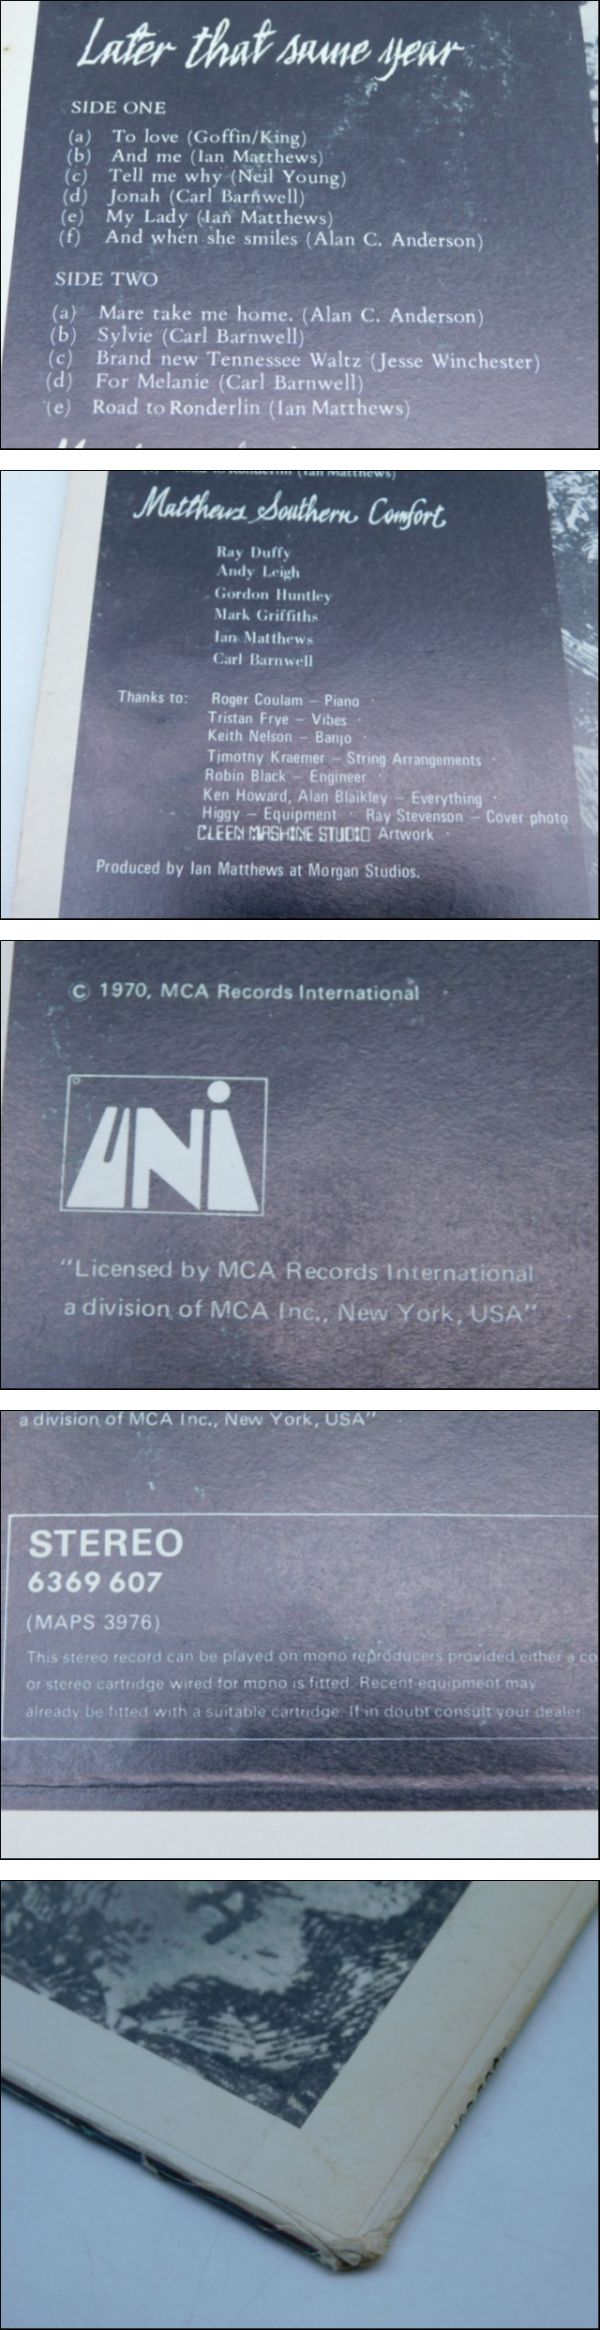 Later that same year
SIDE ONE
(a) To love (Goffin/King)
(b) And me (Ian Matthews)
(c) Tell me why (Neil Young)
(d) Jonah (Carl Barnwell)
(e) My Lady (Ian Matthews)
(f) And when she smiles (Alan C. Anderson)
SIDE TWO
(a) Mare take me home. (Alan C. Anderson)
(b) Sylvie (Carl Barnwell)
(c) Brand new Tennessee Waltz (Jesse Winchester)
(d) For Melanie (Carl Barnwell)
(e) Road to Ronderlin (Ian Matthews)
Road to Ronderlin (Ian Matthews)
Matthews Southern Comfort
Ray Duffy
Andy Leigh
Gordon Huntley
Mark Griffiths
Ian Matthews
Carl Barnwell
Thanks to: Roger Coulam – Piano
Tristan Frye – Vibes
Keith Nelson – Banjo
Timothy Kraemer – String Arrangements
Robin Black – Engineer
Ken Howard, Alan Blaikley – Everything
Higgy – Equipment Ray Stevenson – Cover photo
CLEEN MASHINE STUDIO Artwork
Produced by Ian Matthews at Morgan Studios.
© 1970, MCA Records International
UNi
"Licensed by MCA Records International
a division of MCA Inc., New York, USA"
a division of MCA Inc., New York, USA"
STEREO
6369 607
(MAPS 3976)
This stereo record can be played on mono reproducers provided either a co
or stereo cartridge wired for mono is fitted. Recent equipment may
already be fitted with a suitable cartridge. If in doubt consult your dealer.